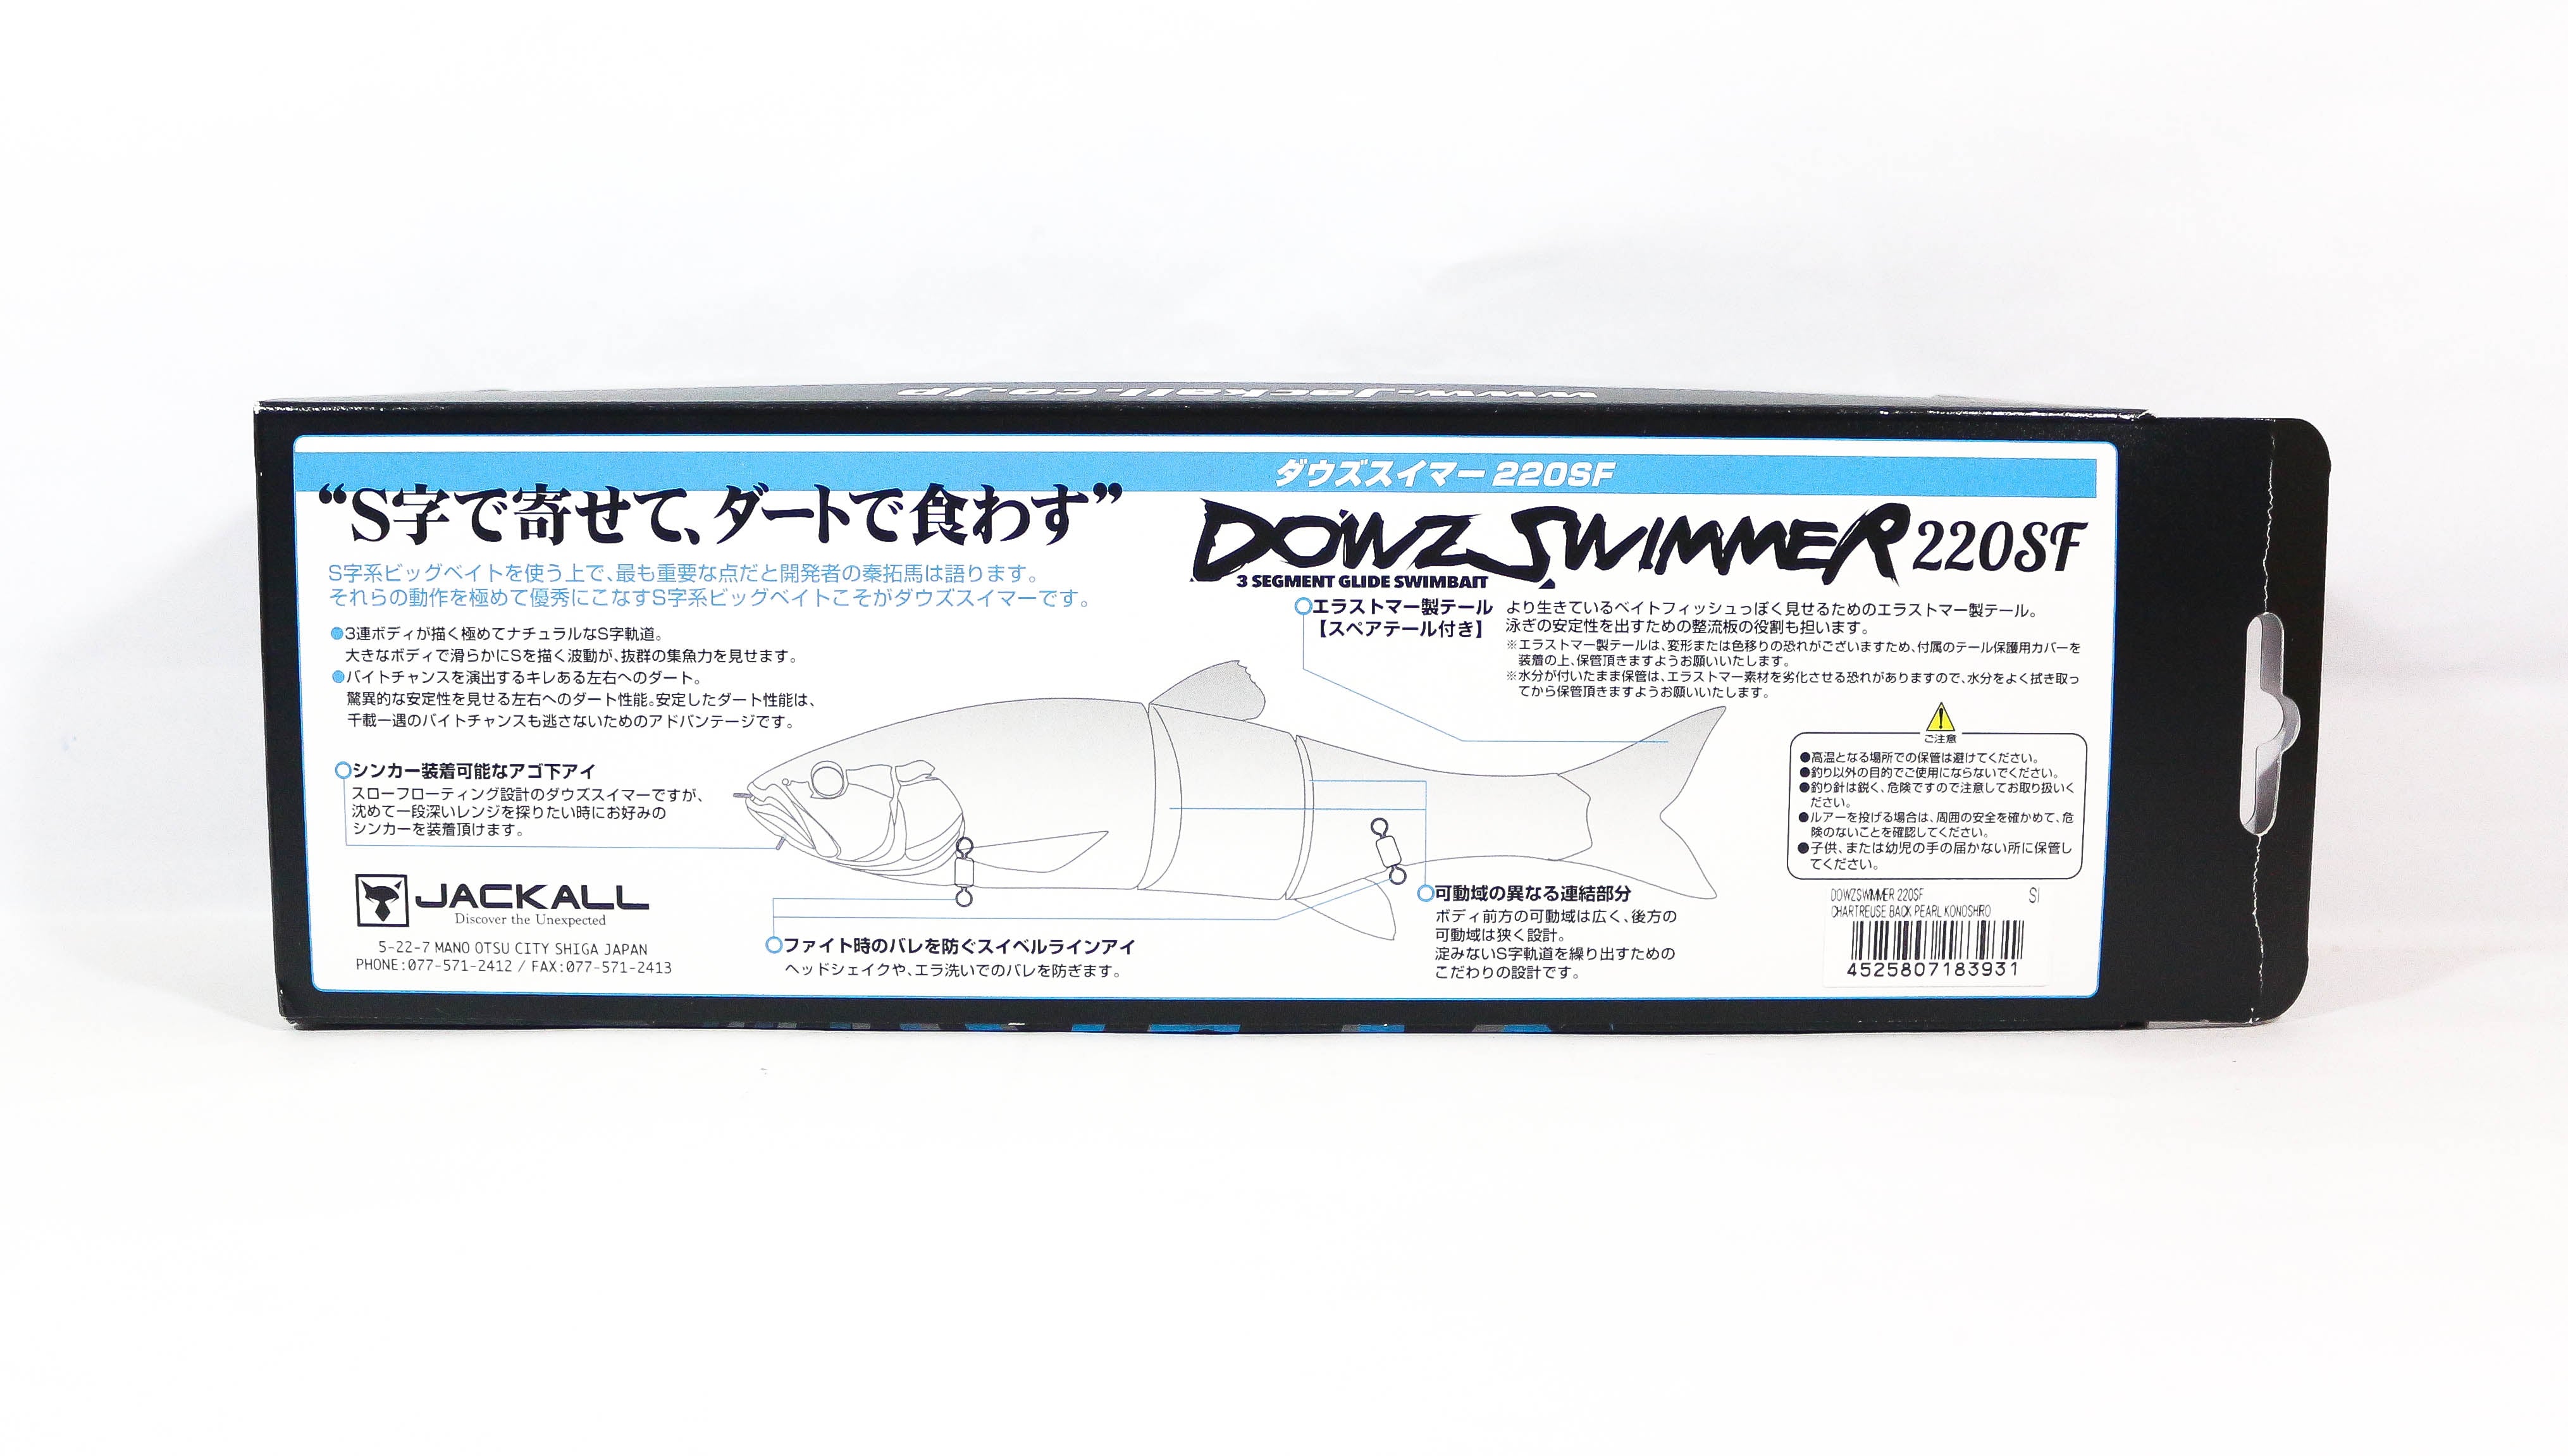 www.jackall.co.jp
ダウズスイマー 220SF
“S字で寄せて、ダートで食わす”
S字系ビッグベイトを使う上で、最も重要な点だと開発者の秦拓馬は語ります。
それらの動作を極めて優秀にこなすS字系ビッグベイトこそがダウズスイマーです。
●3連ボディが描く極めてナチュラルなS字軌道。
大きなボディで滑らかにSを描く波動が、抜群の集魚力を見せます。
●バイトチャンスを演出するキレある左右へのダート。
驚異的な安定性を見せる左右へのダート性能。安定したダート性能は、
千載一遇のバイトチャンスも逃さないためのアドバンテージです。
シンカー装着可能なアゴ下アイ
スローフローティング設計のダウズスイマーですが、
沈めて一段深いレンジを探りたい時にお好みの
シンカーを装着頂けます。
JACKALL
Discover the Unexpected
5-22-7 MANO OTSU CITY SHIGA JAPAN
PHONE:077-571-2412 / FAX:077-571-2413
ファイト時のバレを防ぐスイベルラインアイ
ヘッドシェイクや、エラ洗いでのバレを防ぎます。
DOWZ SWIMMER 220SF
3 SEGMENT GLIDE SWIMBAIT
エラストマー製テール
【スペアテール付き】
より生きているベイトフィッシュっぽく見せるためのエラストマー製テール。
泳ぎの安定性を出すための整流板の役割も担います。
※エラストマー製テールは、変形または色移りの恐れがございますため、付属のテール保護用カバーを
装着の上、保管頂きますようお願いいたします。
※水分が付いたまま保管は、エラストマー素材を劣化させる恐れがありますので、水分をよく拭き取っ
てから保管頂きますようお願いいたします。
可動域の異なる連結部分
ボディ前方の可動域は広く、後方の
可動域は狭く設計。
淀みないS字軌道を繰り出すための
こだわりの設計です。
ご注意
●高温となる場所での保管は避けてください。
●釣り以外の目的でご使用にならないでください。
●釣り針は鋭く、危険ですので注意してお取り扱いく
ださい。
●ルアーを投げる場合は、周囲の安全を確かめて、危
険のないことを確認してください。
●子供、または幼児の手の届かない所に保管し
てください。
DOWZSWIMMER 220SF SI
CHARTREUSE BACK PEARL KONOSHIRO
4525807183931